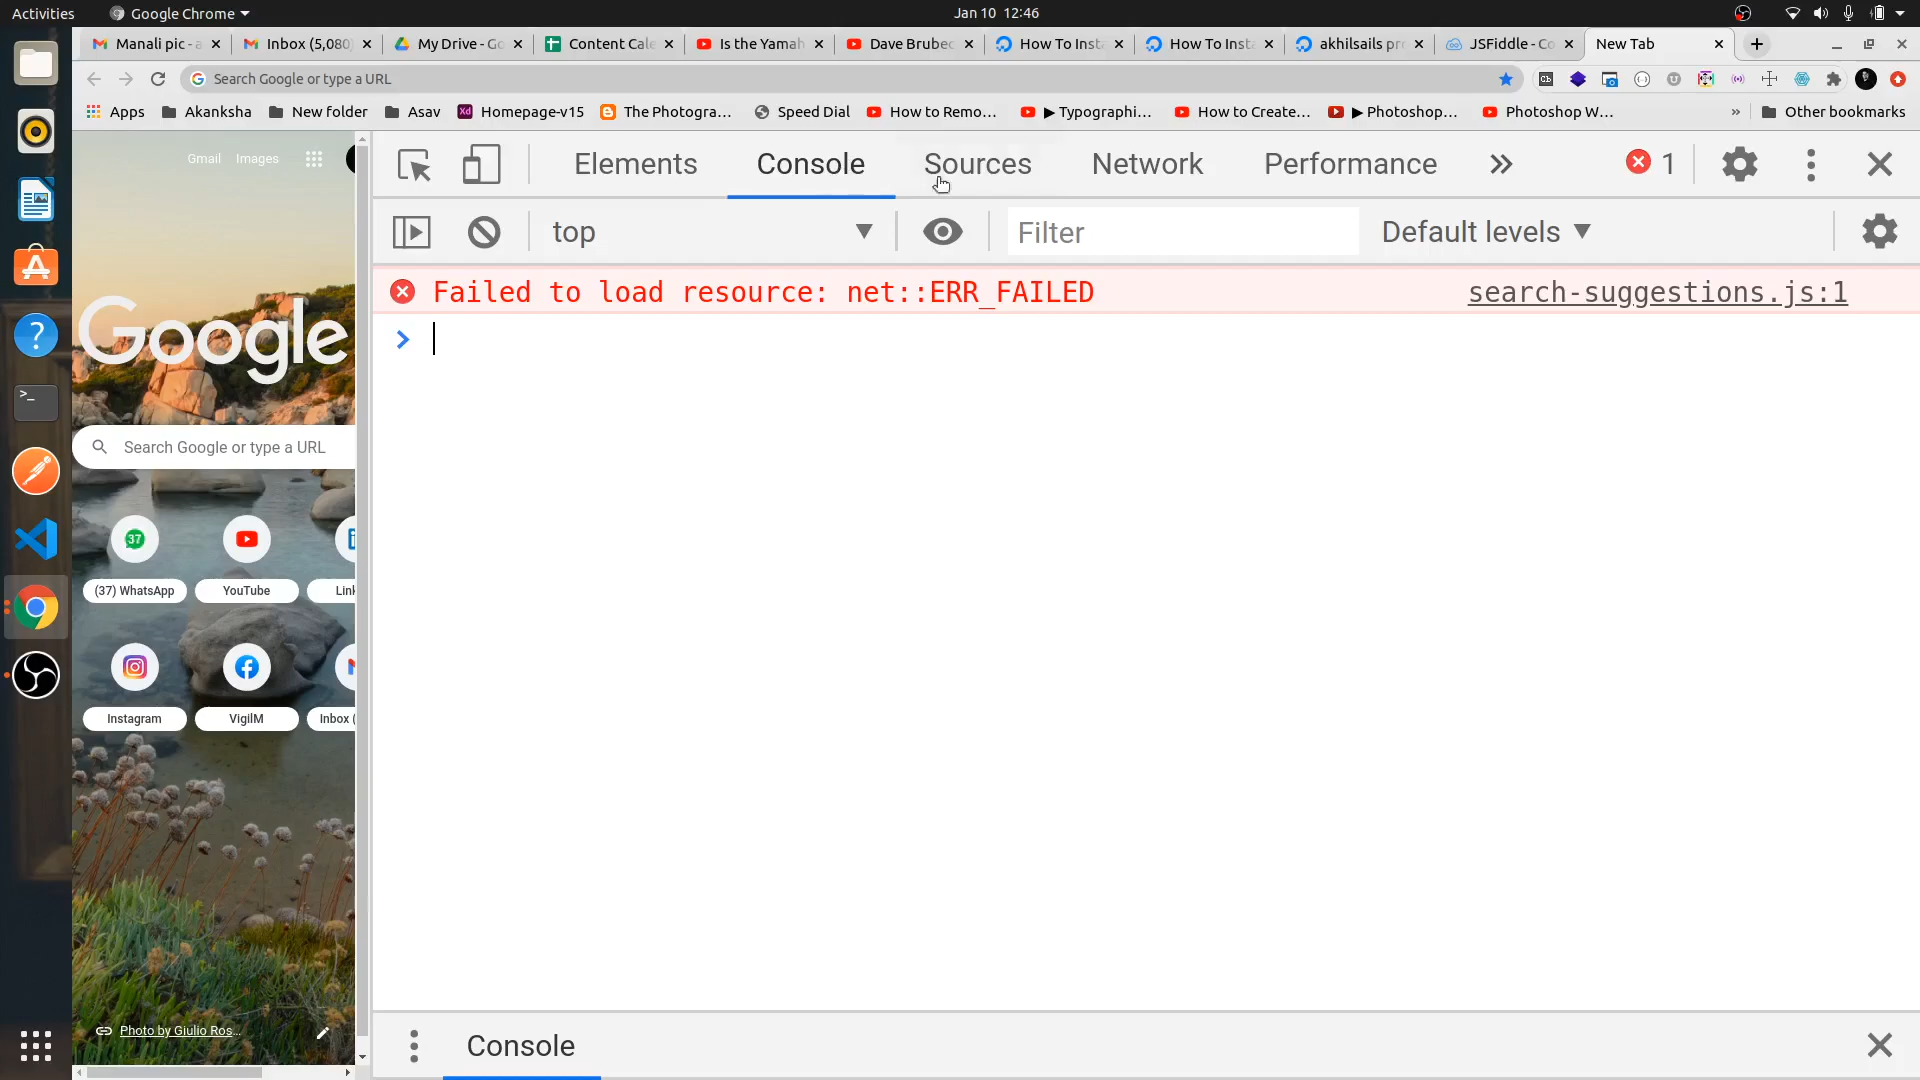 Activities
Google Chrome
Jan 10 12:46
Manali pic - a
Inbox (5,080)
My Drive - Go
Content Cale
Is the Yamah
Dave Brubec
How To Insta
How To Insta
akhilsails pro
JSFiddle - Co
New Tab
Search Google or type a URL
Apps
Akanksha
New folder
Asav
Homepage-v15
The Photogra...
Speed Dial
How to Remo...
▶ Typographi...
How to Create...
▶ Photoshop...
Photoshop W...
»
Other bookmarks
Gmail Images
Elements Console Sources Network Performance » 1
top
Filter
Default levels
Failed to load resource: net::ERR_FAILED search-suggestions.js:1
Google
Search Google or type a URL
37
(37) WhatsApp
YouTube
Link
Instagram
VigilM
Inbox (
Photo by Giulio Ros...
Console